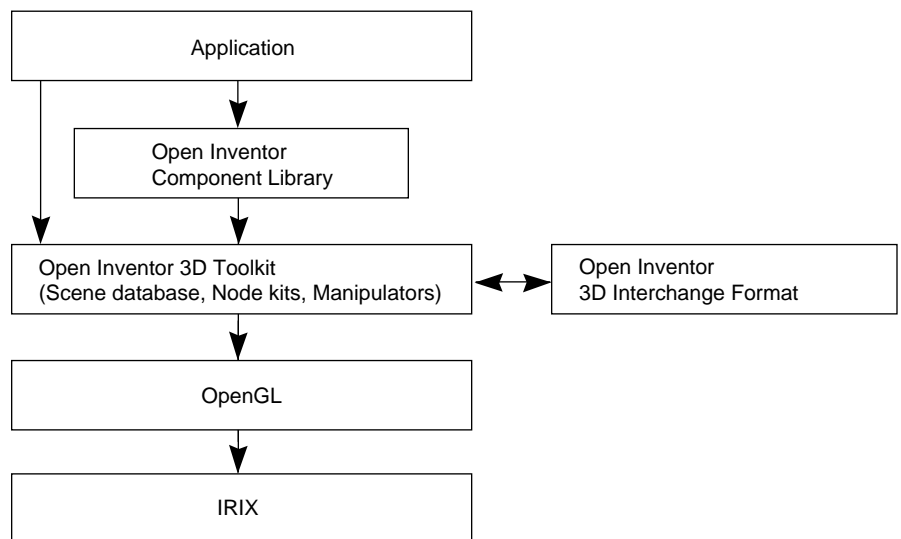 Application
Open Inventor
Component Library
Open Inventor 3D Toolkit
(Scene database, Node kits, Manipulators)
Open Inventor
3D Interchange Format
OpenGL
IRIX